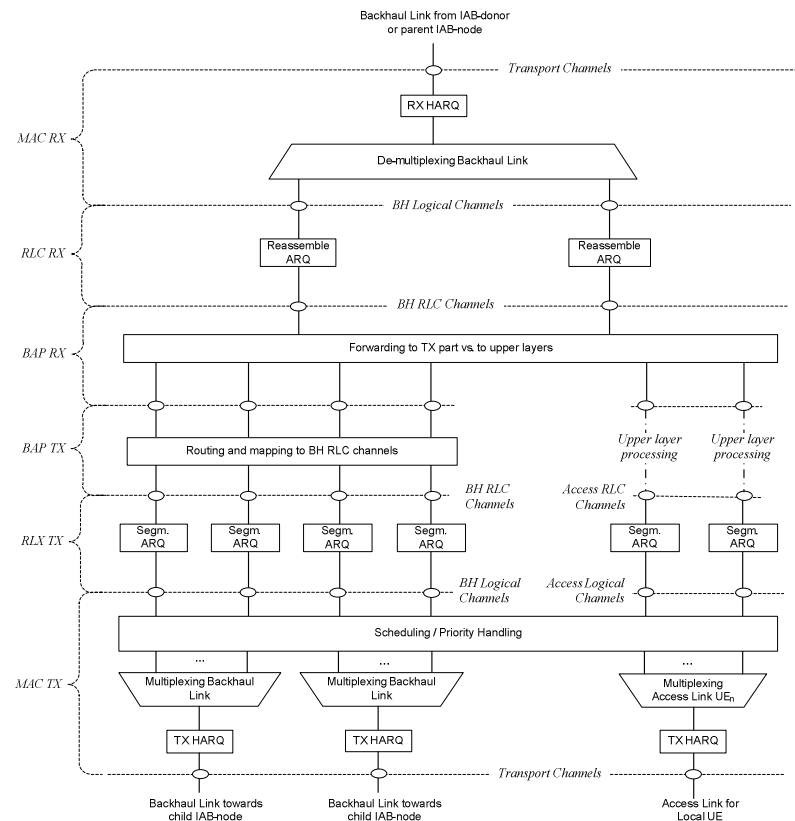 Backhaul Link from IAB-donor
or parent IAB-node
Transport Channels
RX HARQ
MAC RX
De-multiplexing Backhaul Link
BH Logical Channels
Reassemble
ARQ
Reassemble
ARQ
RLC RX
BH RLC Channels
Forwarding to TX part vs. to upper layers
BAP RX
BAP TX
Routing and mapping to BH RLC channels
Upper layer
processing
Upper layer
processing
BH RLC
Channels
Access RLC
Channels
RLX TX
Segm.
ARQ
Segm.
ARQ
Segm.
ARQ
Segm.
ARQ
Segm.
ARQ
Segm.
ARQ
BH Logical
Channels
Access Logical
Channels
Scheduling / Priority Handling
...
...
...
MAC TX
Multiplexing Backhaul
Link
Multiplexing Backhaul
Link
Multiplexing
Access Link UEn
TX HARQ
TX HARQ
TX HARQ
Transport Channels
Backhaul Link towards
child IAB-node
Backhaul Link towards
child IAB-node
Access Link for
Local UE